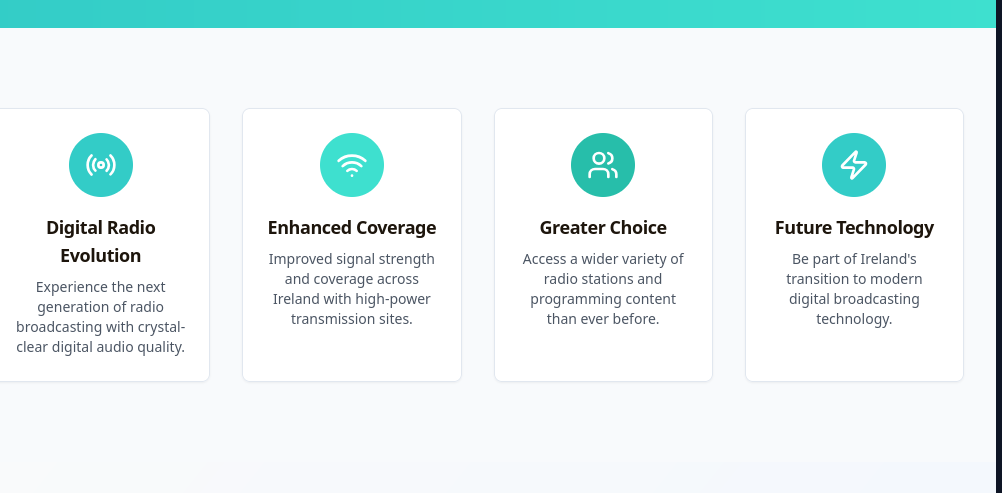 Digital Radio
Evolution
Experience the next
generation of radio
broadcasting with crystal-
clear digital audio quality.
Enhanced Coverage
Improved signal strength
and coverage across
Ireland with high-power
transmission sites.
Greater Choice
Access a wider variety of
radio stations and
programming content
than ever before.
Future Technology
Be part of Ireland's
transition to modern
digital broadcasting
technology.